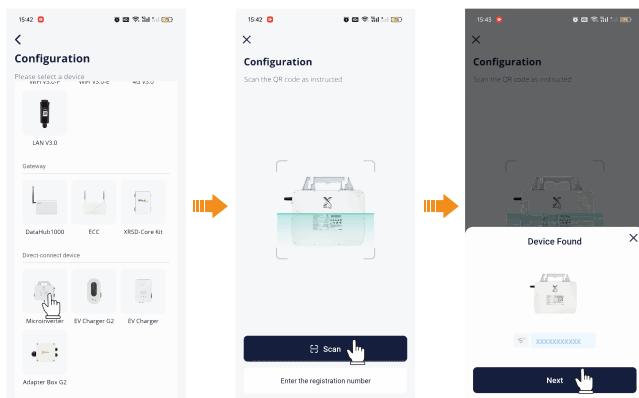 15:42
Configuration
Please select a device
WiFi V3.0-P
WiFi V3.0-E
4G V3.0
LAN V3.0
Gateway
DataHub1000
ECC
XRSD-Core Kit
Direct-connect device
Microinverter
EV Charger G2
EV Charger
Adapter Box G2
15:42
Configuration
Scan the QR code as instructed
Scan
Enter the registration number
15:43
Configuration
Scan the QR code as instructed
Device Found
XXXXXXXXXXX
Next